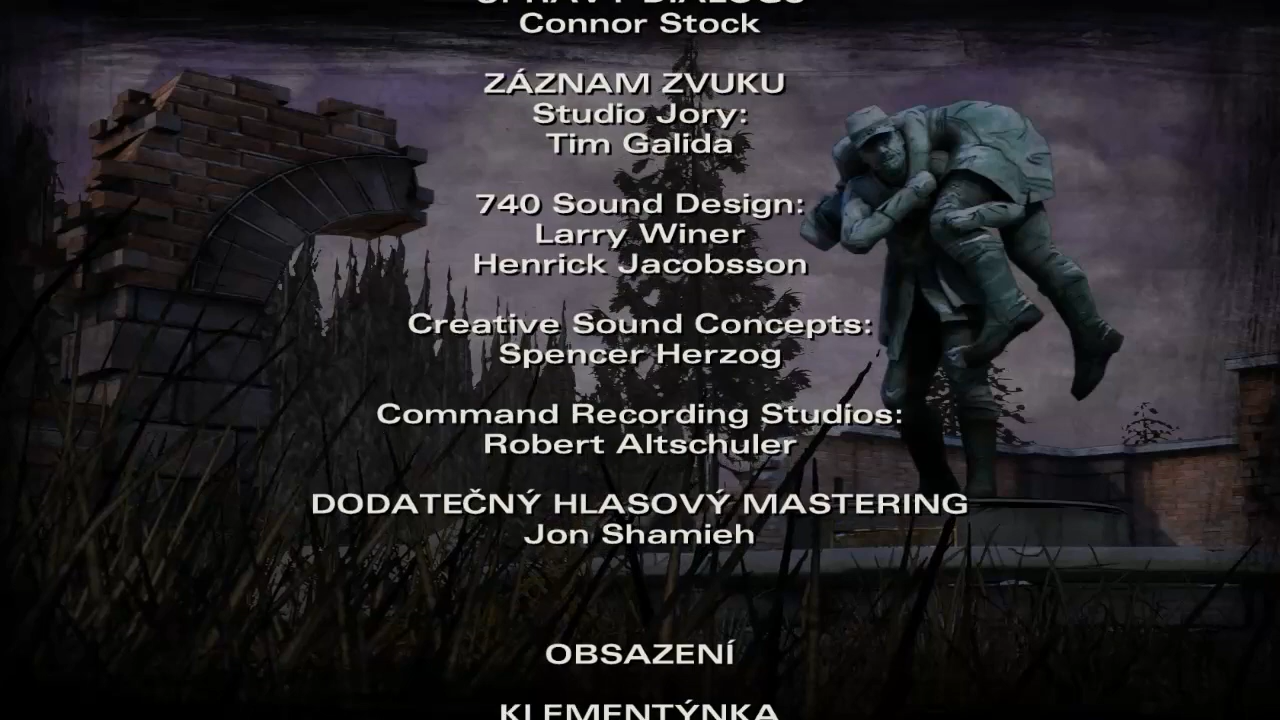 Connor Stock
ZÁZNAM ZVUKU
Studio Jory:
Tim Galida
740 Sound Design:
Larry Winer
Henrick Jacobsson
Creative Sound Concepts:
Spencer Herzog
Command Recording Studios:
Robert Altschuler
DODATEČNÝ HLASOVÝ MASTERING
Jon Shamieh
OBSAZENÍ
KLEMENTÝNKA